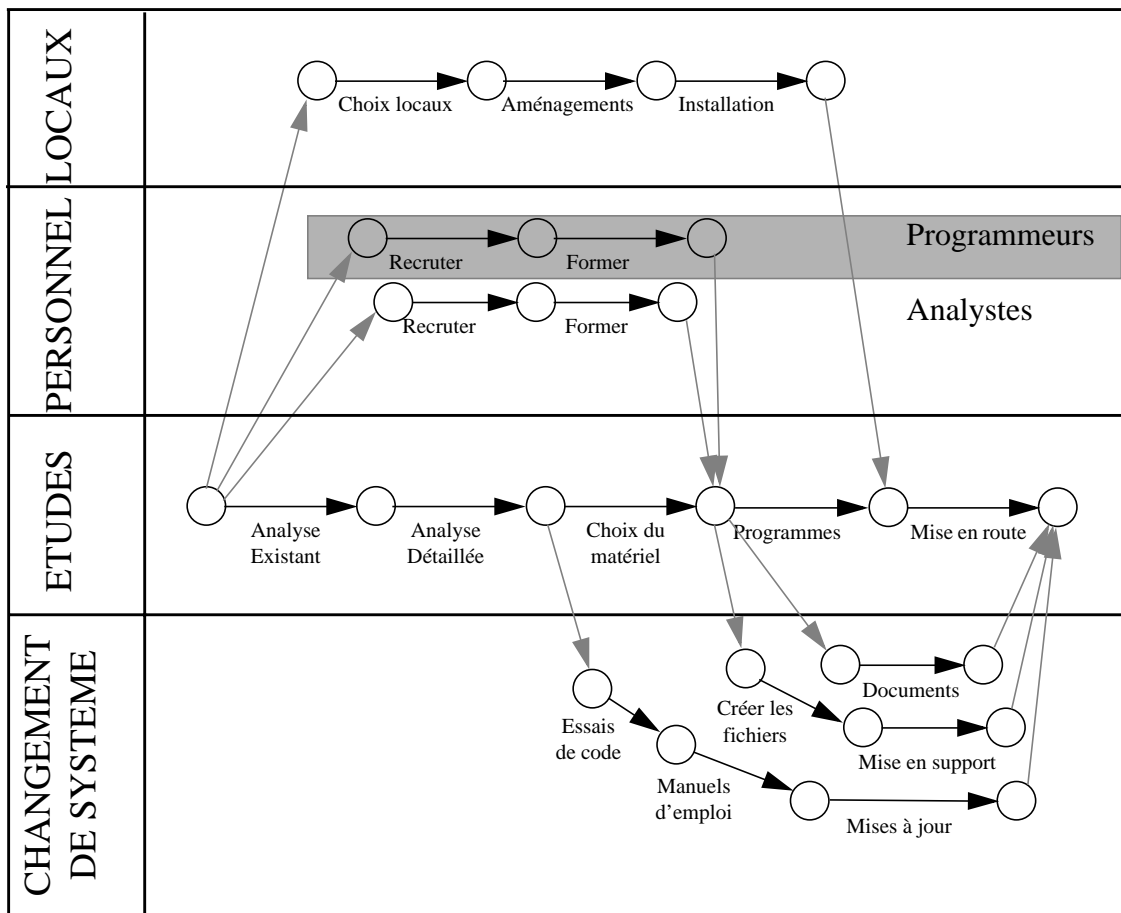 LOCAUX
Choix locaux
Aménagements
Installation
PERSONNEL
Programmeurs
Recruter
Former
Analystes
Recruter
Former
ETUDES
Analyse
Existant
Analyse
Détaillée
Choix du
matériel
Programmes
Mise en route
CHANGEMENT
DE SYSTEME
Documents
Créer les
fichiers
Essais
de code
Mise en support
Manuels
d'emploi
Mises à jour